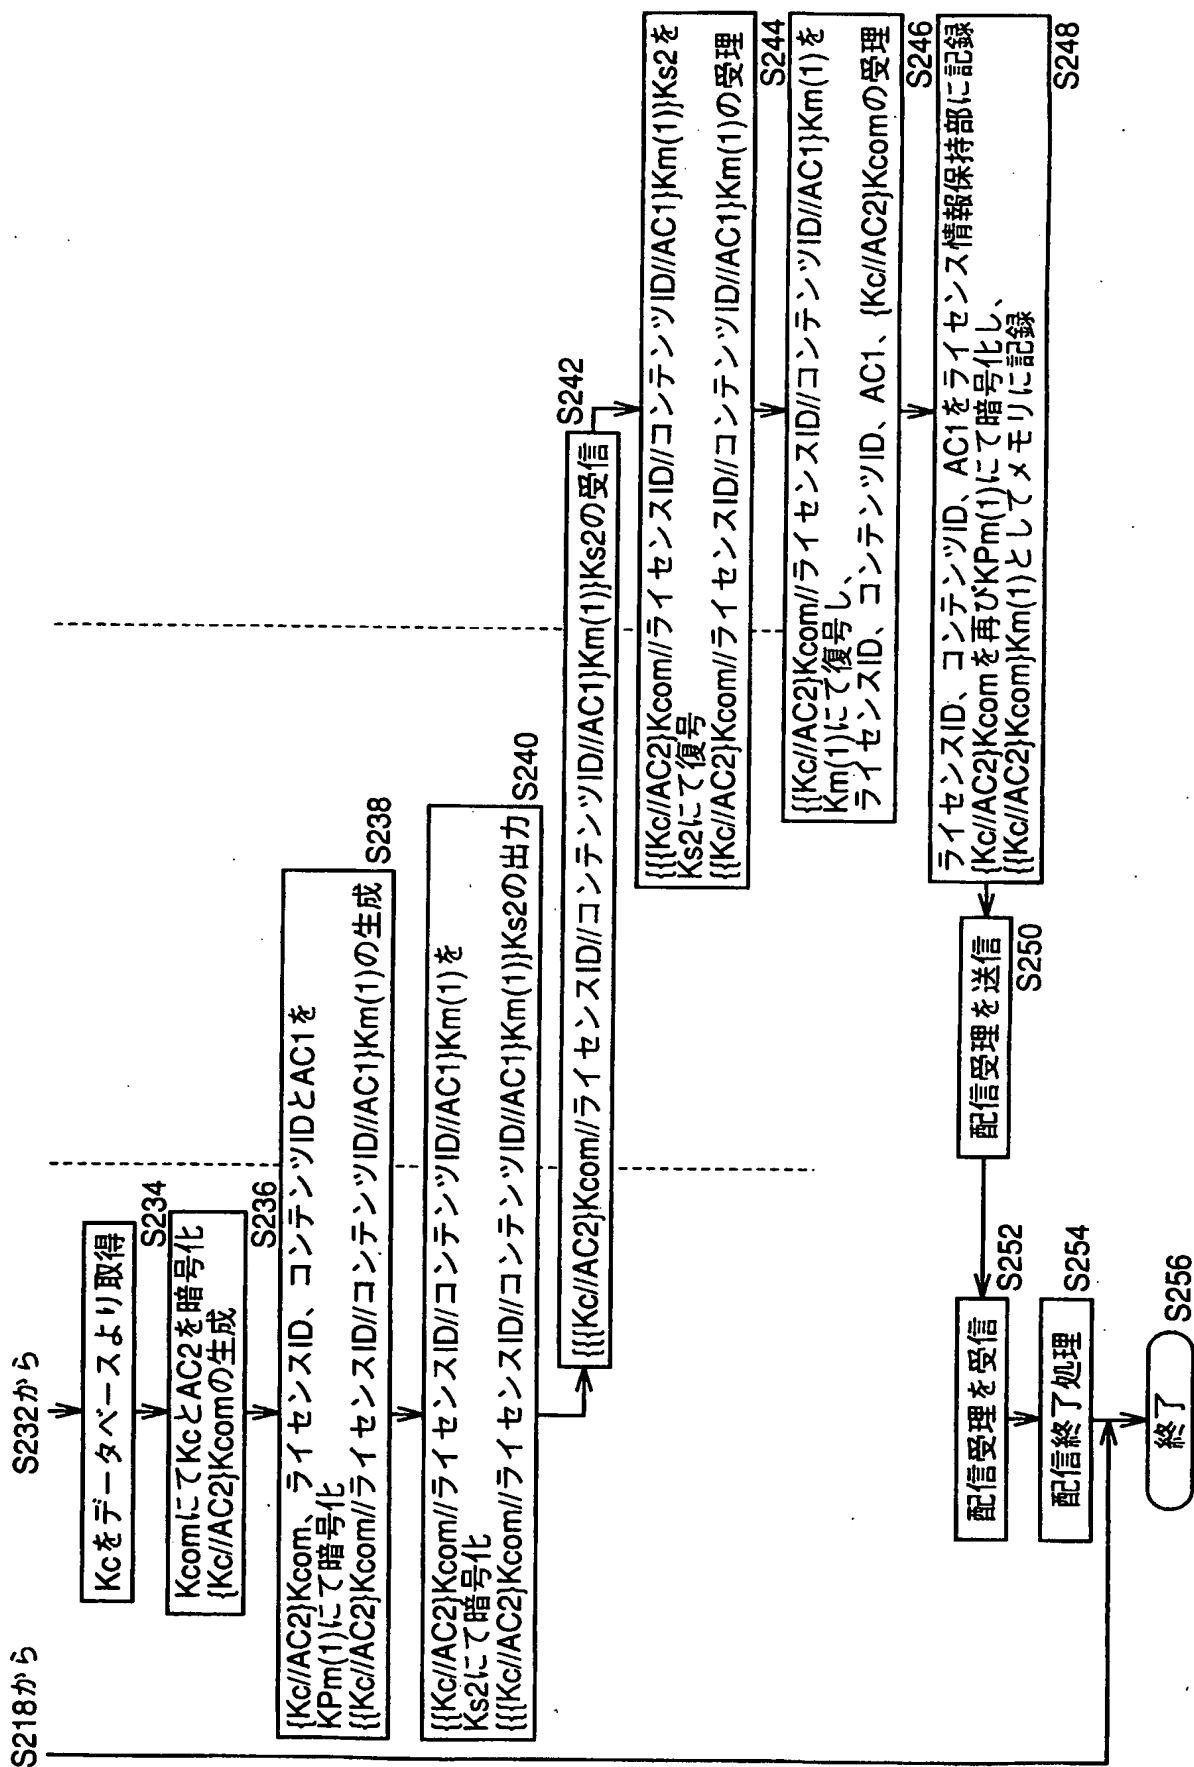 S218から
S232から
Kcをデータベースより取得
S234
KcomにてKcとAC2を暗号化
{Kc//AC2}Kcomの生成
S236
{Kc//AC2}Kcom、ライセンスID、コンテンツIDとAC1を
KPm(1)にて暗号化
{{Kc//AC2}Kcom//ライセンスID//コンテンツID//AC1}Km(1)の生成
S238
{{Kc//AC2}Kcom//ライセンスID//コンテンツID//AC1}Km(1)を
Ks2にて暗号化
{{{Kc//AC2}Kcom//ライセンスID//コンテンツID//AC1}Km(1)}Ks2の出力
S240
{{{Kc//AC2}Kcom//ライセンスID//コンテンツID//AC1}Km(1)}Ks2の受信
S242
{{{Kc//AC2}Kcom//ライセンスID//コンテンツID//AC1}Km(1)}Ks2を
Ks2にて復号
{{Kc//AC2}Kcom//ライセンスID//コンテンツID//AC1}Km(1)の受理
S244
{{Kc//AC2}Kcom//ライセンスID//コンテンツID//AC1}Km(1)を
Km(1)にて復号し、
ライセンスID、コンテンツID、AC1、{Kc//AC2}Kcomの受理
S246
ライセンスID、コンテンツID、AC1をライセンス情報保持部に記録
{Kc//AC2}Kcomを再びKPm(1)にて暗号化し、
{{Kc//AC2}Kcom}Km(1)としてメモリに記録
S248
配信受理を送信
S250
配信受理を受信
S252
配信終了処理
S254
終了
S256